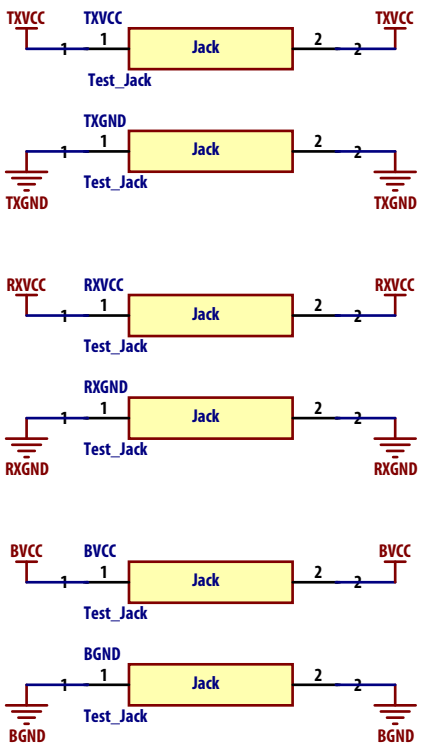 TXVCC TXVCC TXVCC
1 1 Jack 2 2
Test_Jack
TXGND
1 1 Jack 2 2
TXGND Test_Jack TXGND
RXVCC RXVCC RXVCC
1 1 Jack 2 2
Test_Jack
RXGND
1 1 Jack 2 2
Test_Jack
RXGND RXGND
BVCC BVCC BVCC
1 1 Jack 2 2
Test_Jack
BGND
1 1 Jack 2 2
Test_Jack
BGND BGND